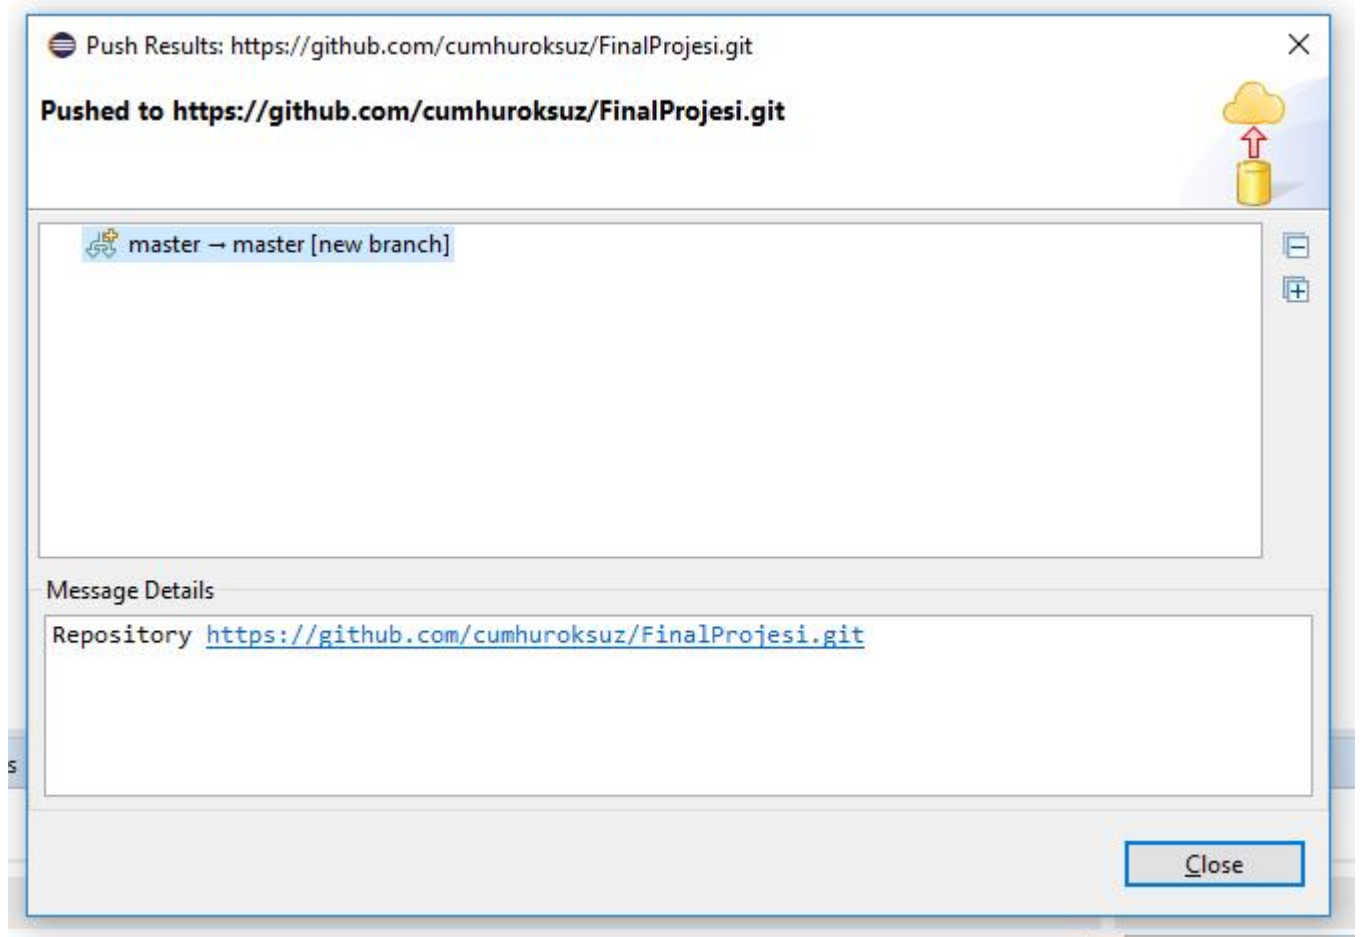 Push Results: https://github.com/cumhuroksuz/FinalProjesi.git
Pushed to https://github.com/cumhuroksuz/FinalProjesi.git
master → master [new branch]
Message Details
Repository https://github.com/cumhuroksuz/FinalProjesi.git
s
Close